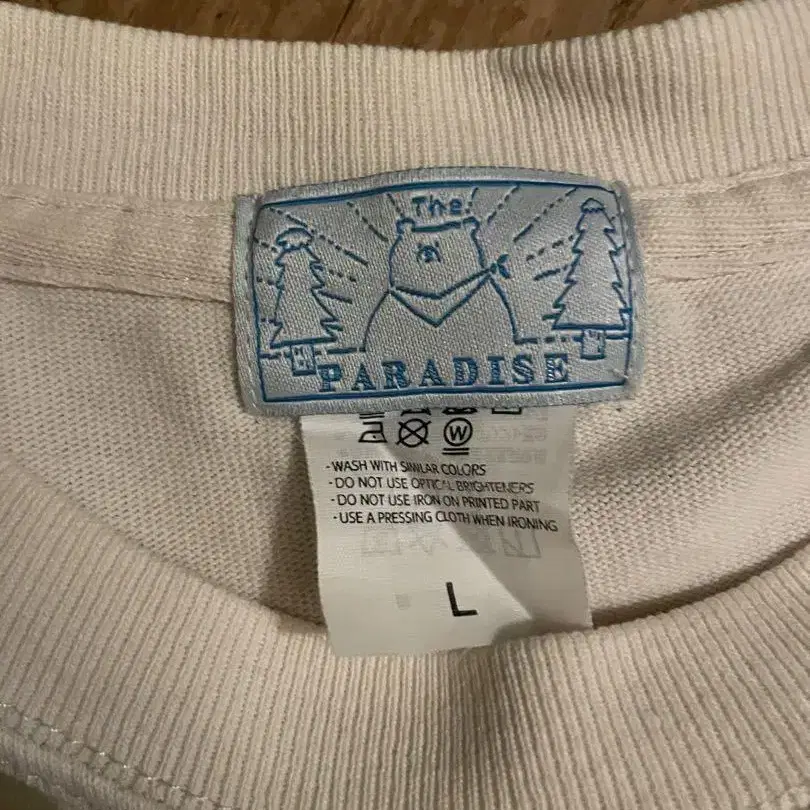 The
PARADISE
W
- WASH WITH SIMILAR COLORS
- DO NOT USE OPTICAL BRIGHTENERS
- DO NOT USE IRON ON PRINTED PART
- USE A PRESSING CLOTH WHEN IRONING
L